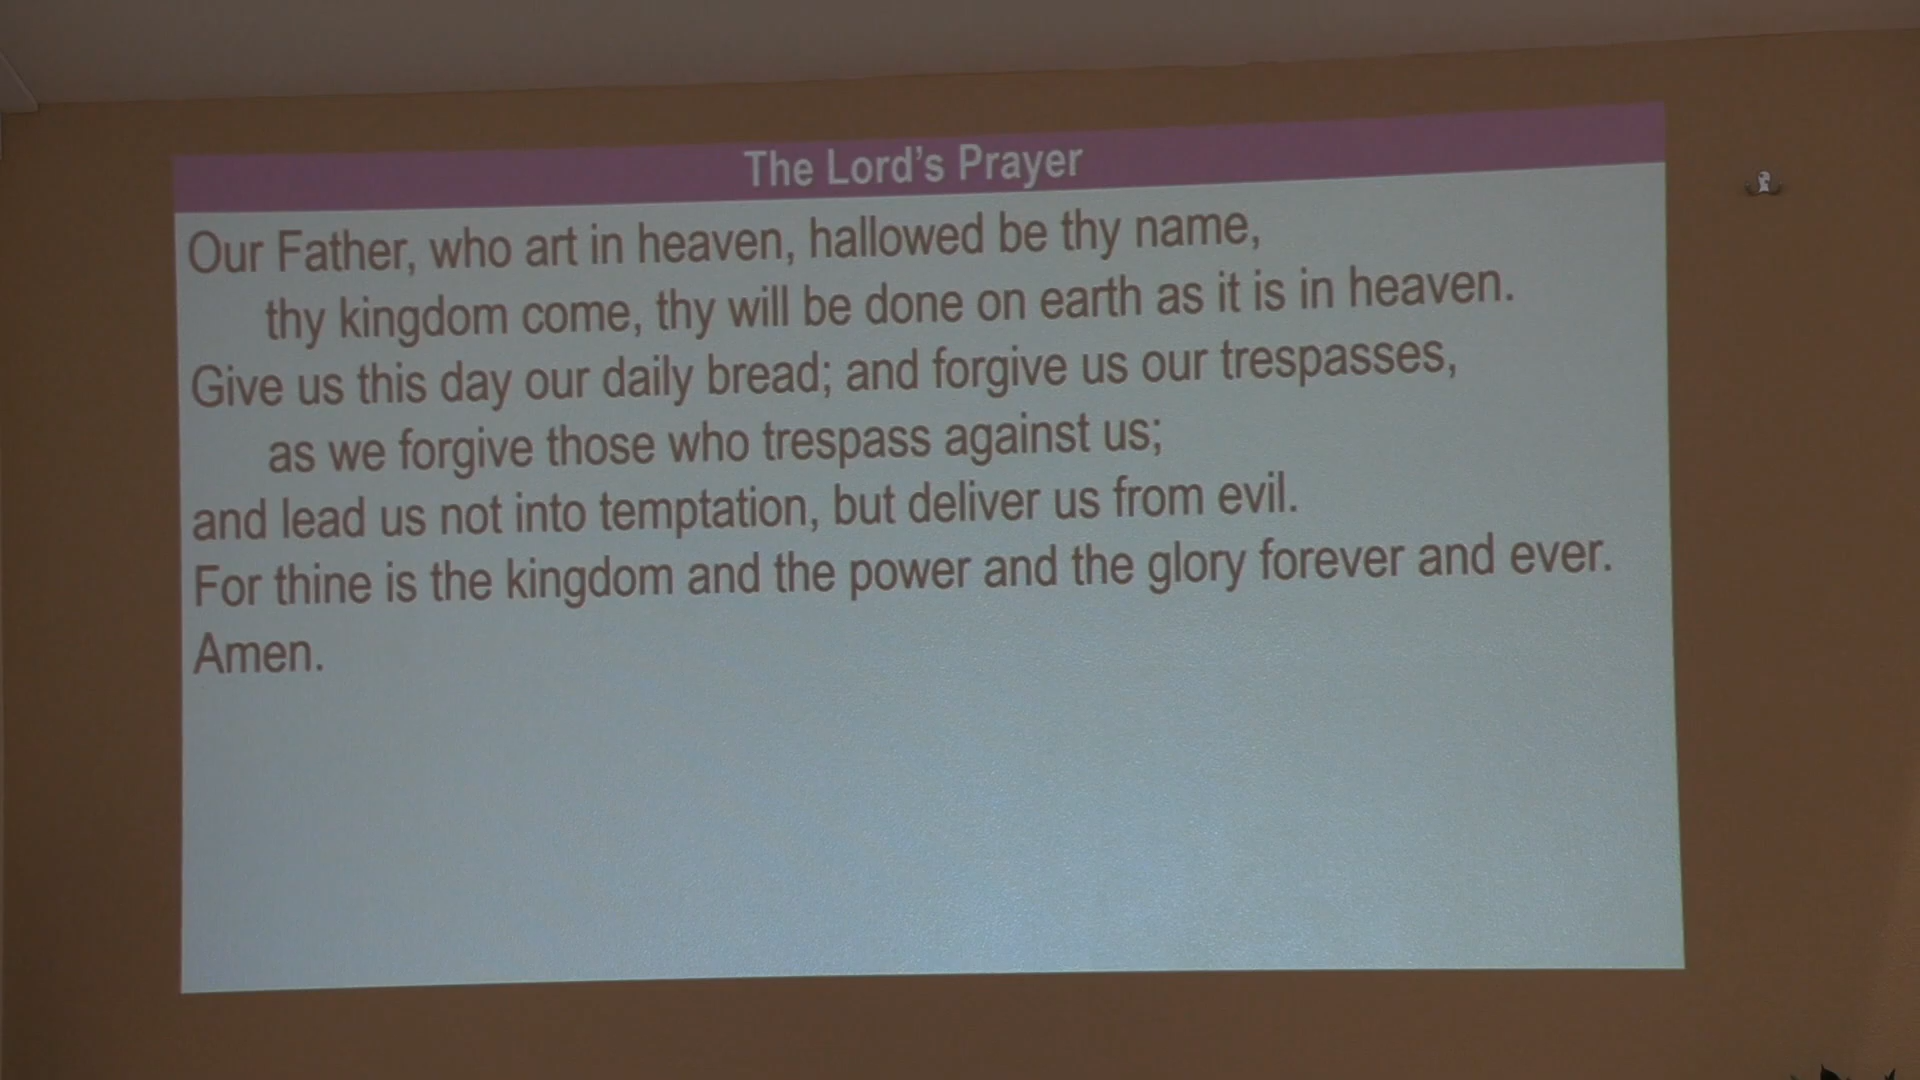 The Lord's Prayer
Our Father, who art in heaven, hallowed be thy name,
thy kingdom come, thy will be done on earth as it is in heaven.
Give us this day our daily bread; and forgive us our trespasses,
as we forgive those who trespass against us;
and lead us not into temptation, but deliver us from evil.
For thine is the kingdom and the power and the glory forever and ever.
Amen.